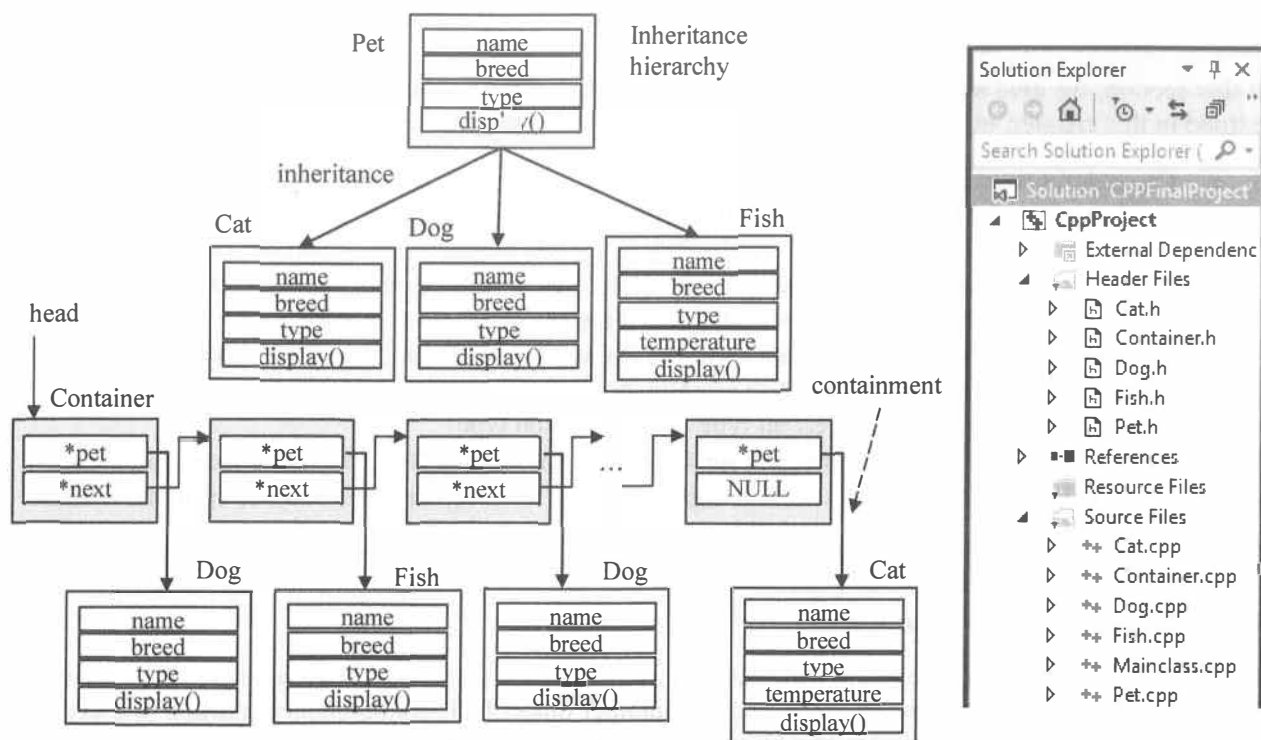 Pet
name
breed
type
Inheritance
hierarchy
inheritance
Cat
name
breed
type
display()
Dog
name
breed
type
display()
Fish
name
breed
type
temperature
display()
head
Container
*pet
*next
*pet
*next
*pet
*next
...
*pet
NULL
containment
Dog
name
breed
type
display()
Fish
name
breed
type
display()
Dog
name
breed
type
display()
Cat
name
breed
type
temperature
display()
Solution Explorer
Search Solution Explorer (
Solution 'CPPFinalProject'
CppProject
External Dependenc
Header Files
Cat.h
Container.h
Dog.h
Fish.h
Pet.h
References
Resource Files
Source Files
Cat.cpp
Container.cpp
Dog.cpp
Fish.cpp
Mainclass.cpp
Pet.cpp